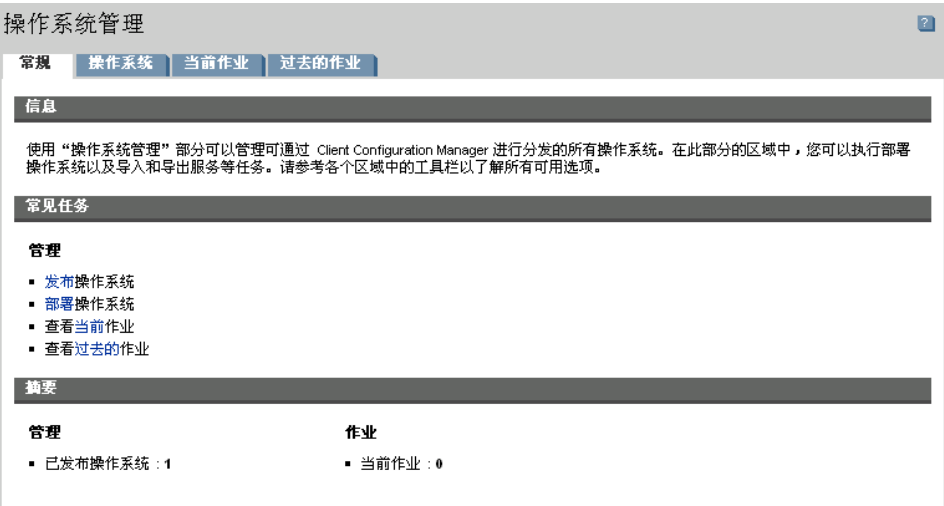 操作系统管理
?
常规 操作系统 当前作业 过去的作业
信息
使用“操作系统管理”部分可以管理可通过 Client Configuration Manager 进行分发的所有操作系统。在此部分的区域中，您可以执行部署
操作系统以及导入和导出服务等任务。请参考各个区域中的工具栏以了解所有可用选项。
常见任务
管理
▪ 发布操作系统
▪ 部署操作系统
▪ 查看当前作业
▪ 查看过去的作业
摘要
管理 作业
▪ 已发布操作系统：1 ▪ 当前作业：0